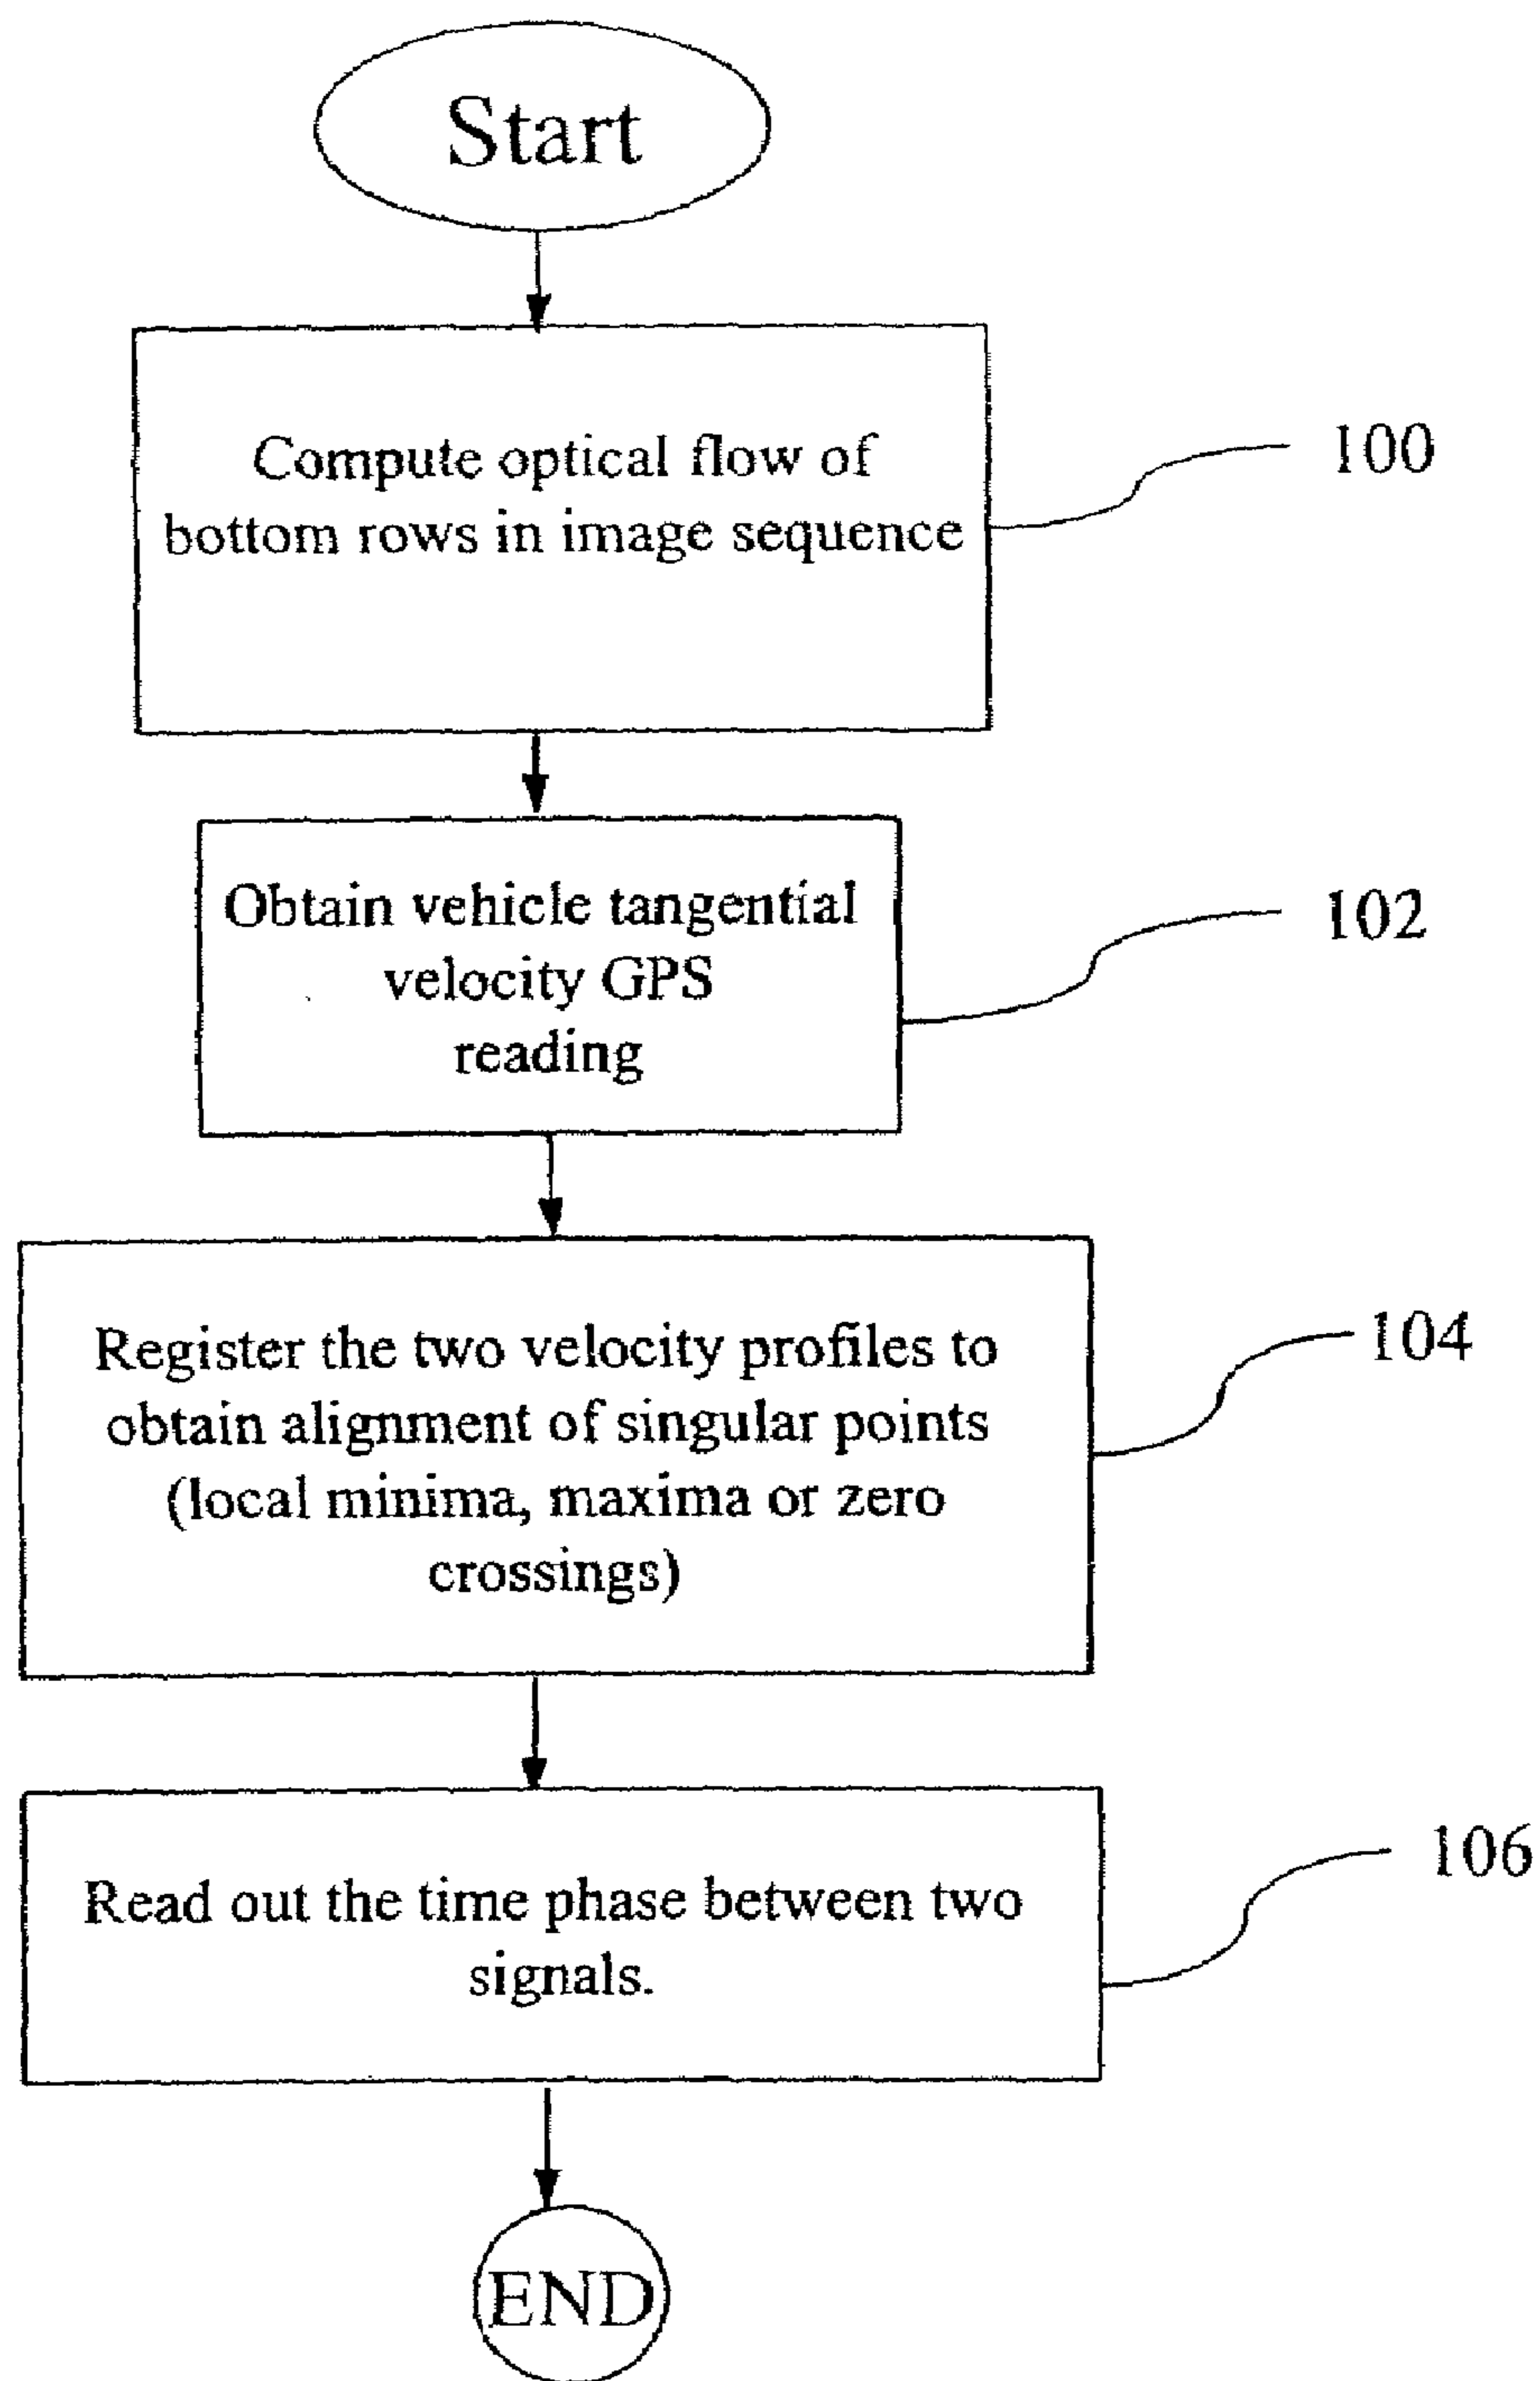 Start
Compute optical flow of
bottom rows in image sequence
100
Obtain vehicle tangential
velocity GPS
reading
102
Register the two velocity profiles to
obtain alignment of singular points
(local minima, maxima or zero
crossings)
104
Read out the time phase between two
signals.
106
END